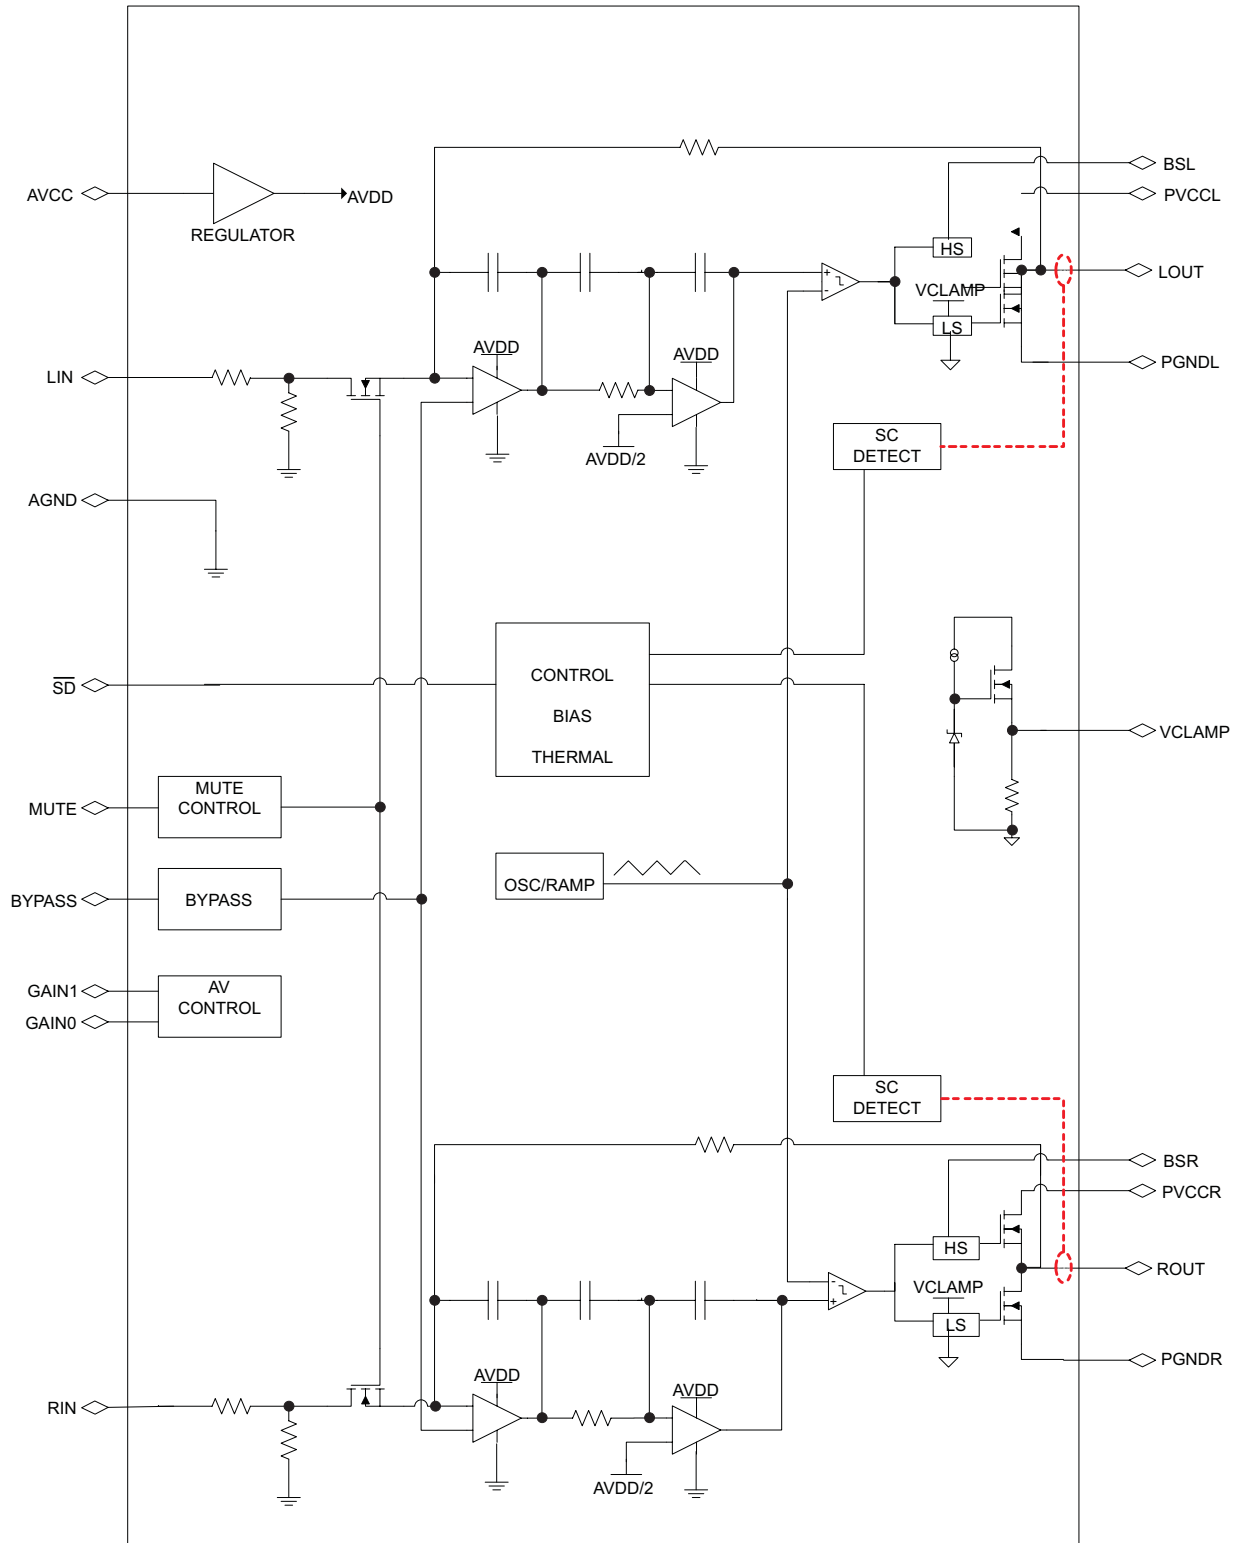 BSL
AVCC
AVDD
PVCCL
REGULATOR
HS
LOUT
VCLAMP
LS
AVDD
AVDD
PGNDL
LIN
SC
DETECT
AVDD/2
AGND
CONTROL
BIAS
THERMAL
SD
VCLAMP
MUTE
MUTE
CONTROL
OSC/RAMP
BYPASS
BYPASS
GAIN1
GAIN0
AV
CONTROL
SC
DETECT
BSR
PVCCR
HS
ROUT
VCLAMP
LS
PGNDR
AVDD
AVDD
RIN
AVDD/2
+
-
-
+